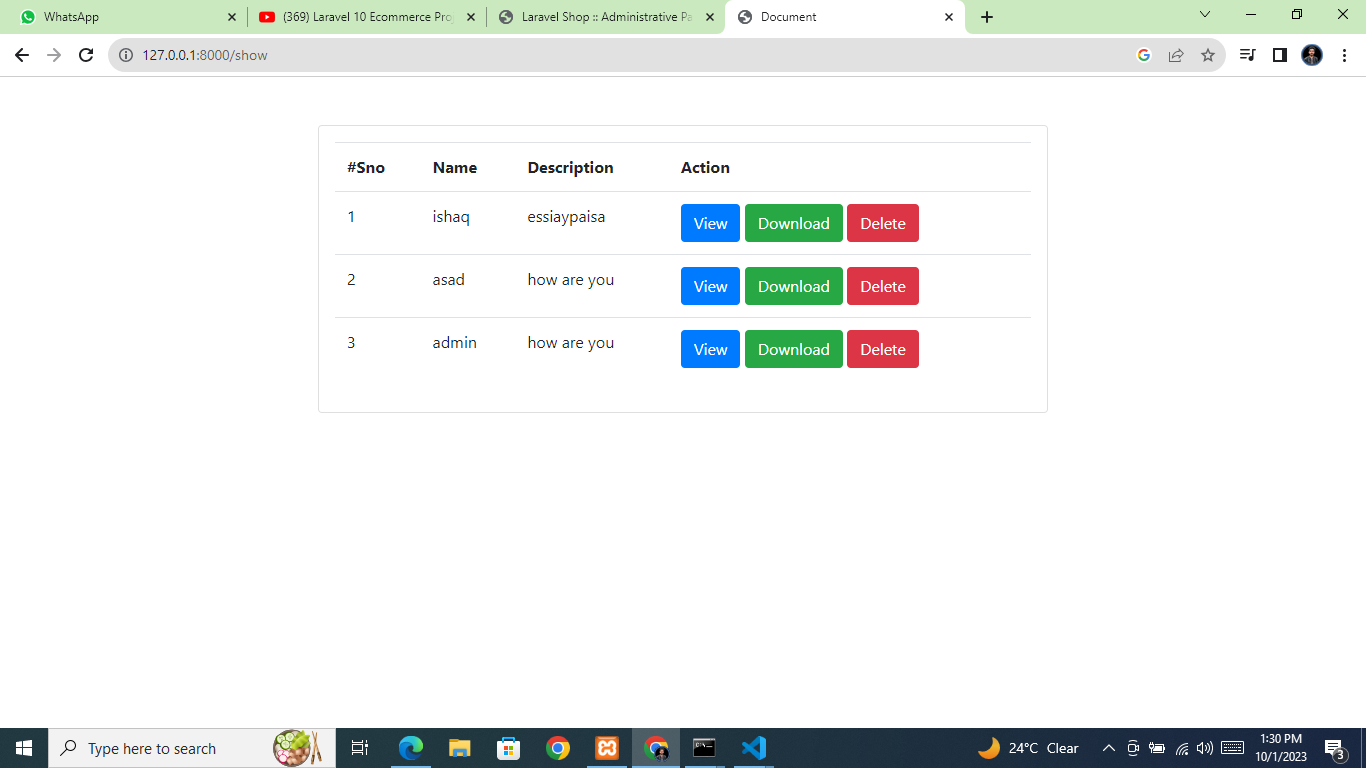 WhatsApp
(369) Laravel 10 Ecommerce Pro
Laravel Shop :: Administrative Pa
Document
127.0.0.1:8000/show
#Sno Name Description Action
1 ishaq essiaypaisa View Download Delete
2 asad how are you View Download Delete
3 admin how are you View Download Delete
Type here to search
24°C Clear
1:30 PM
10/1/2023
3